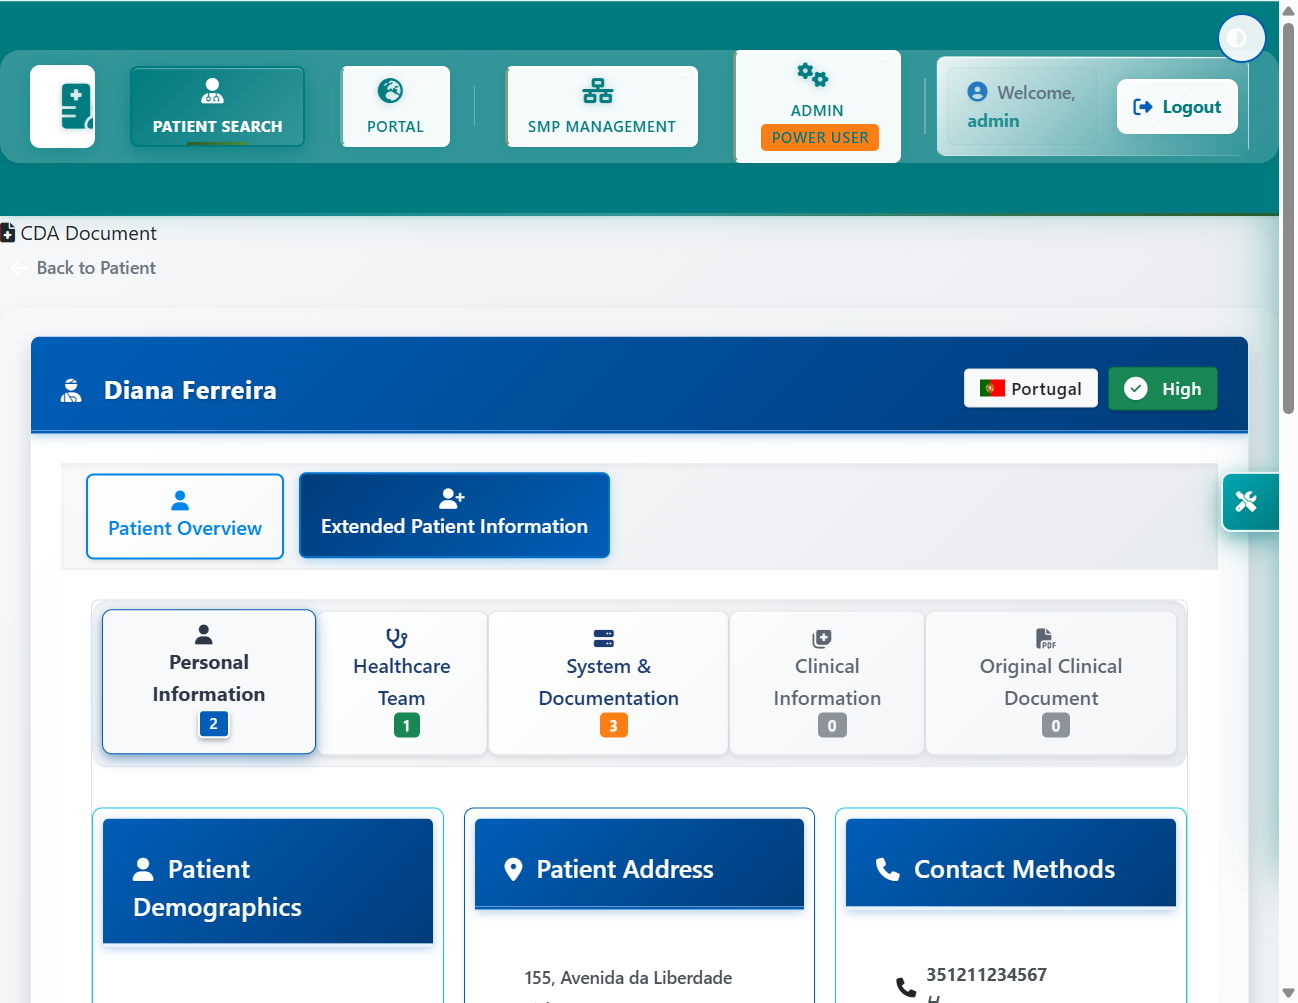 PATIENT SEARCH
PORTAL
SMP MANAGEMENT
ADMIN
POWER USER
Welcome,
admin
Logout
CDA Document
Back to Patient
Diana Ferreira
Portugal
High
Patient Overview
Extended Patient Information
Personal
Information
2
Healthcare
Team
1
System &
Documentation
3
Clinical
Information
0
PDF
Original Clinical
Document
0
Patient
Demographics
Patient Address
155, Avenida da Liberdade
Contact Methods
351211234567
H